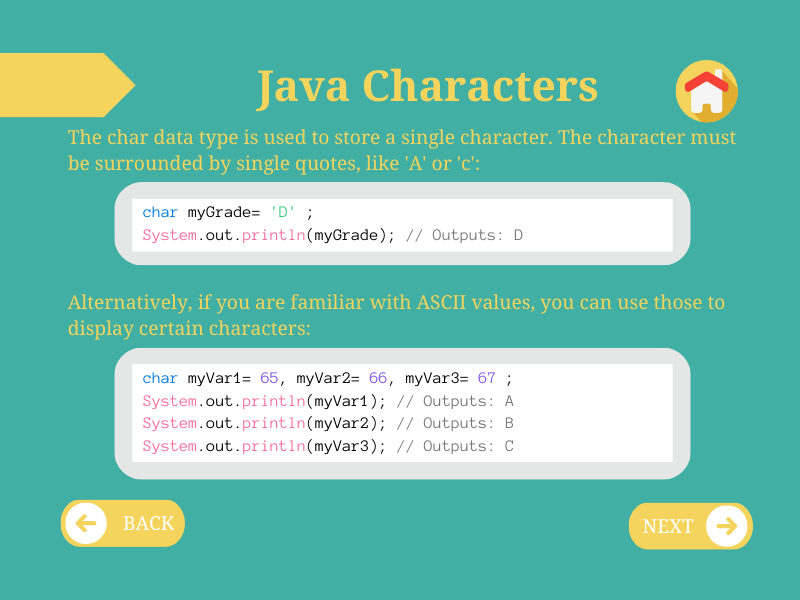 Java Characters
The char data type is used to store a single character. The character must
be surrounded by single quotes, like 'A' or 'c':
char myGrade= 'D' ;
System.out.println(myGrade); // Outputs: D
Alternatively, if you are familiar with ASCII values, you can use those to
display certain characters:
char myVar1= 65, myVar2= 66, myVar3= 67 ;
System.out.println(myVar1); // Outputs: A
System.out.println(myVar2); // Outputs: B
System.out.println(myVar3); // Outputs: C
BACK
NEXT